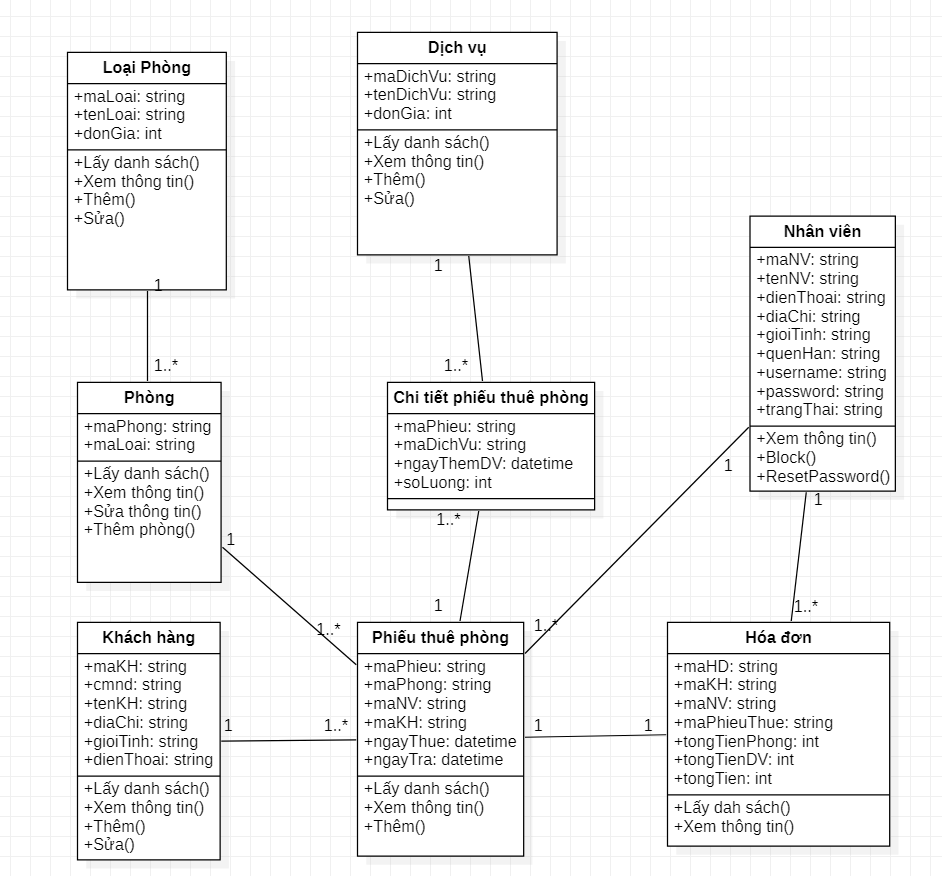 Loại Phòng
+maLoai: string
+tenLoai: string
+donGia: int
+Lấy danh sách()
+Xem thông tin()
+Thêm()
+Sửa()
1
1..*
Dịch vụ
+maDichVu: string
+tenDichVu: string
+donGia: int
+Lấy danh sách()
+Xem thông tin()
+Thêm()
+Sửa()
1
1..*
Nhân viên
+maNV: string
+tenNV: string
+dienThoai: string
+diaChi: string
+gioiTinh: string
+quenHan: string
+username: string
+password: string
+trangThai: string
+Xem thông tin()
+Block()
+ResetPassword()
1
1
1..*
1..*
Phòng
+maPhong: string
+maLoai: string
+Lấy danh sách()
+Xem thông tin()
+Sửa thông tin()
+Thêm phòng()
1
1..*
Chi tiết phiếu thuê phòng
+maPhieu: string
+maDichVu: string
+ngayThemDV: datetime
+soLuong: int
1..*
1
Khách hàng
+maKH: string
+cmnd: string
+tenKH: string
+diaChi: string
+gioiTinh: string
+dienThoai: string
+Lấy danh sách()
+Xem thông tin()
+Thêm()
+Sửa()
1
1..*
Phiếu thuê phòng
+maPhieu: string
+maPhong: string
+maNV: string
+maKH: string
+ngayThue: datetime
+ngayTra: datetime
+Lấy danh sách()
+Xem thông tin()
+Thêm()
1
1
Hóa đơn
+maHD: string
+maKH: string
+maNV: string
+maPhieuThue: string
+tongTienPhong: int
+tongTienDV: int
+tongTien: int
+Lấy dah sách()
+Xem thông tin()